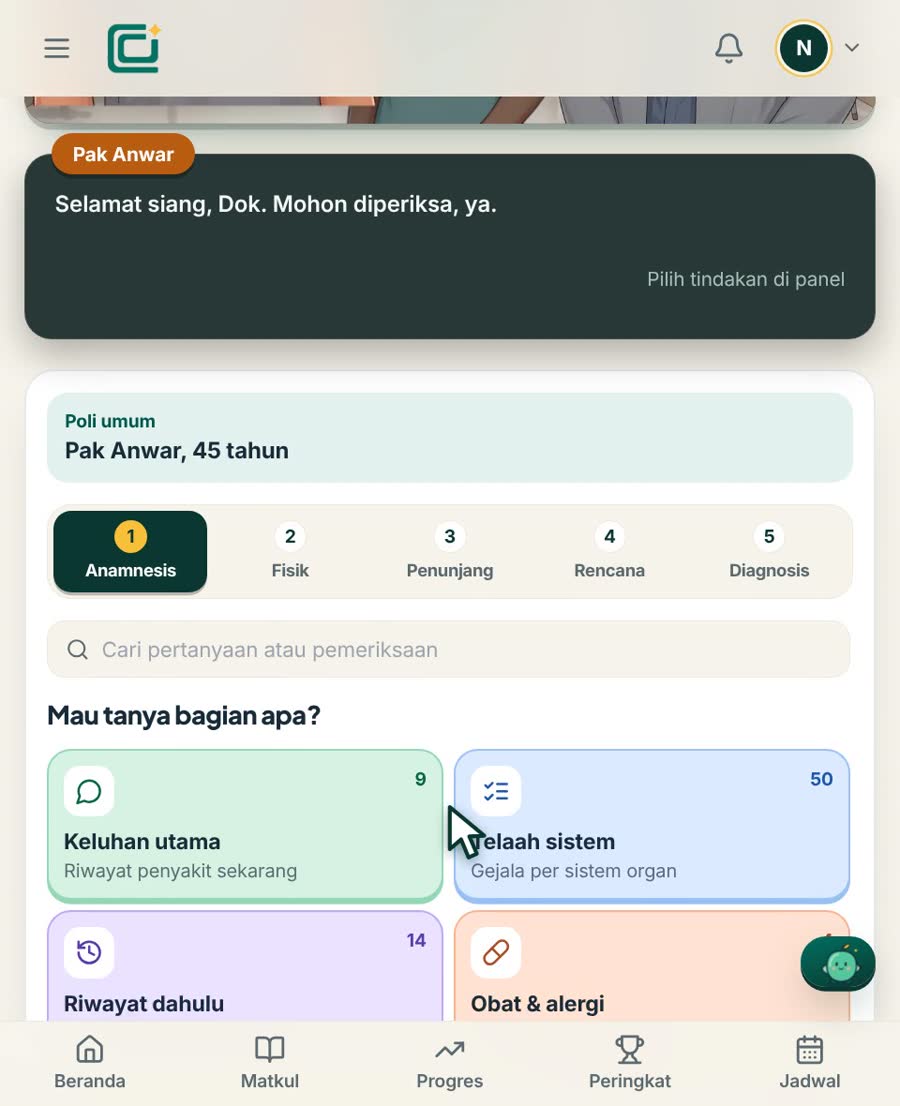 N
Pak Anwar
Selamat siang, Dok. Mohon diperiksa, ya.
Pilih tindakan di panel
Poli umum
Pak Anwar, 45 tahun
1
Anamnesis
2
Fisik
3
Penunjang
4
Rencana
5
Diagnosis
Cari pertanyaan atau pemeriksaan
Mau tanya bagian apa?
9
Keluhan utama
Riwayat penyakit sekarang
50
Telaah sistem
Gejala per sistem organ
14
Riwayat dahulu
Obat & alergi
Beranda
Matkul
Progres
Peringkat
Jadwal